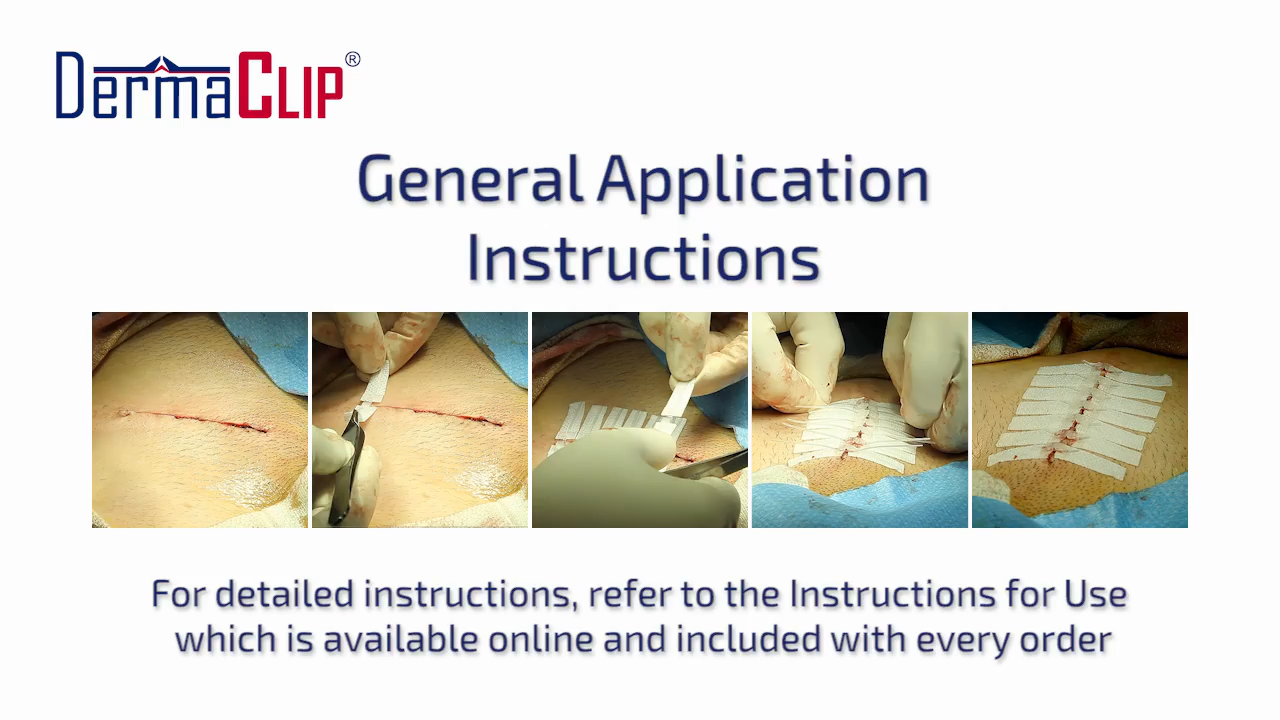 DermaCLIP®
General Application
Instructions
For detailed instructions, refer to the Instructions for Use
which is available online and included with every order